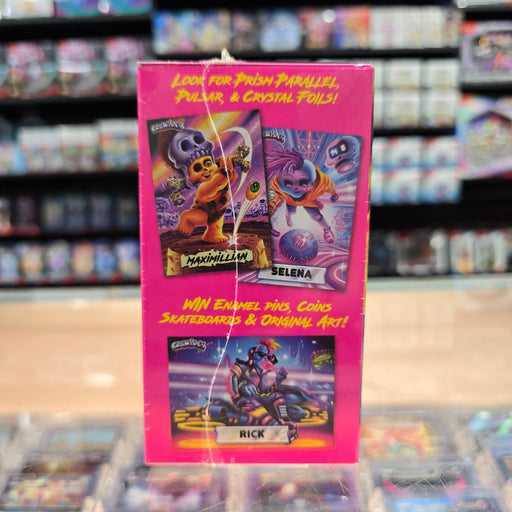 Look for Prism Parallel,
Pulsar, & Crystal Foils!
Maximillian
Selena
Win Enamel pins, Coins
Skateboards & Original Art!
Rick